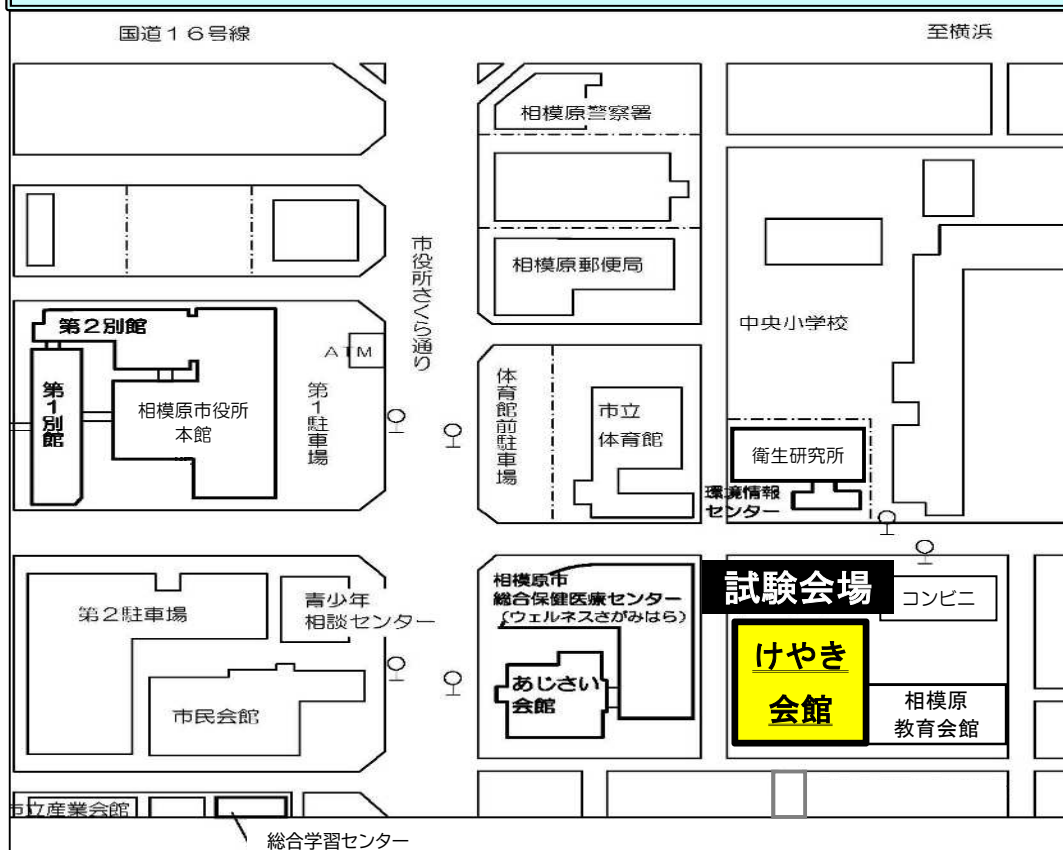 国道１６号線
至横浜
相模原警察署
市役所さくら通り
相模原郵便局
中央小学校
第２別館
ATM
第１別館
相模原市役所
本館
第１駐車場
体育館前駐車場
市立
体育館
衛生研究所
環境情報
センター
第２駐車場
青少年
相談センター
相模原市
総合保健医療センター
（ウェルネスさがみはら）
試験会場
コンビニ
けやき
会館
あじさい
会館
市民会館
相模原
教育会館
市立産業会館
総合学習センター